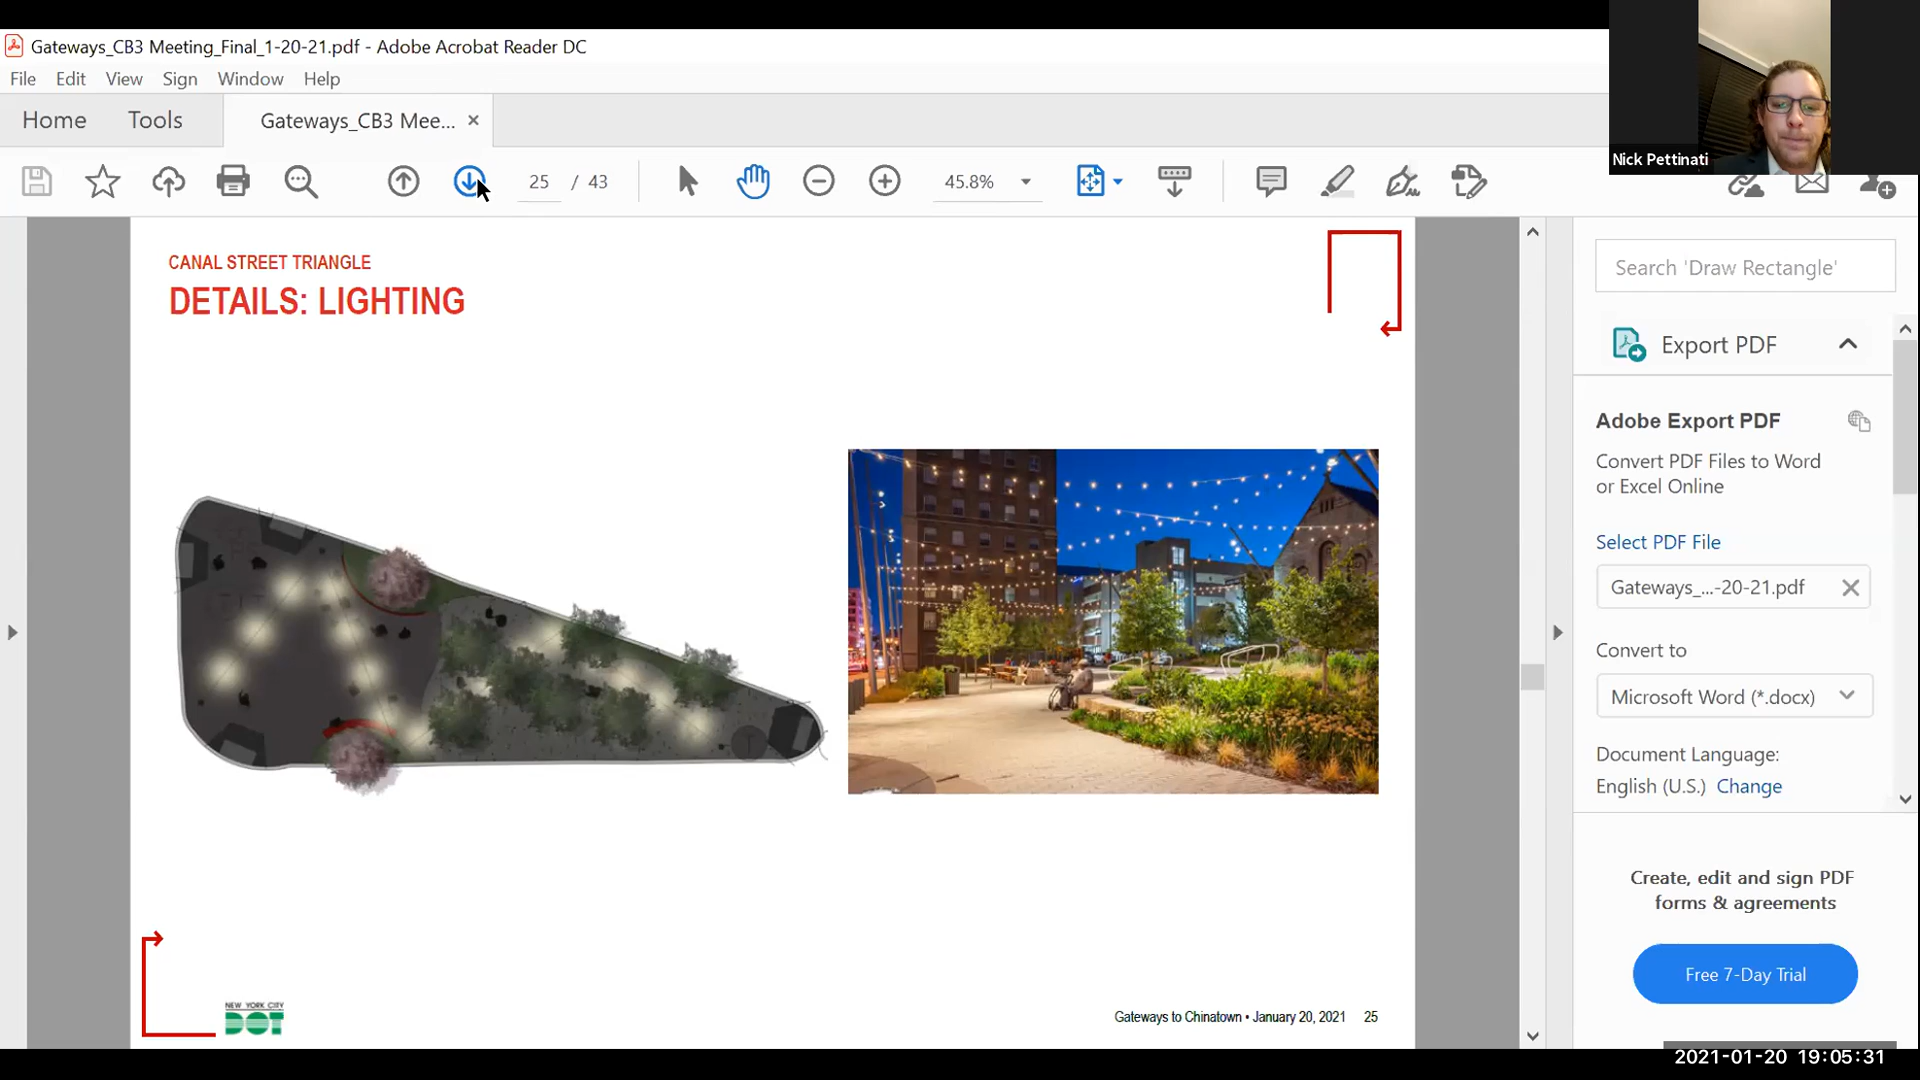 Gateways_CB3 Meeting_Final_1-20-21.pdf - Adobe Acrobat Reader DC
File Edit View Sign Window Help
Home Tools Gateways_CB3 Mee...
25 / 43
45.8%
Nick Pettinati
CANAL STREET TRIANGLE
DETAILS: LIGHTING
NEW YORK CITY
DOT
Gateways to Chinatown • January 20, 2021 25
Search 'Draw Rectangle'
Export PDF
Adobe Export PDF
Convert PDF Files to Word
or Excel Online
Select PDF File
Gateways_...-20-21.pdf
Convert to
Microsoft Word (*.docx)
Document Language:
English (U.S.) Change
Create, edit and sign PDF
forms & agreements
Free 7-Day Trial
2021-01-20 19:05:31